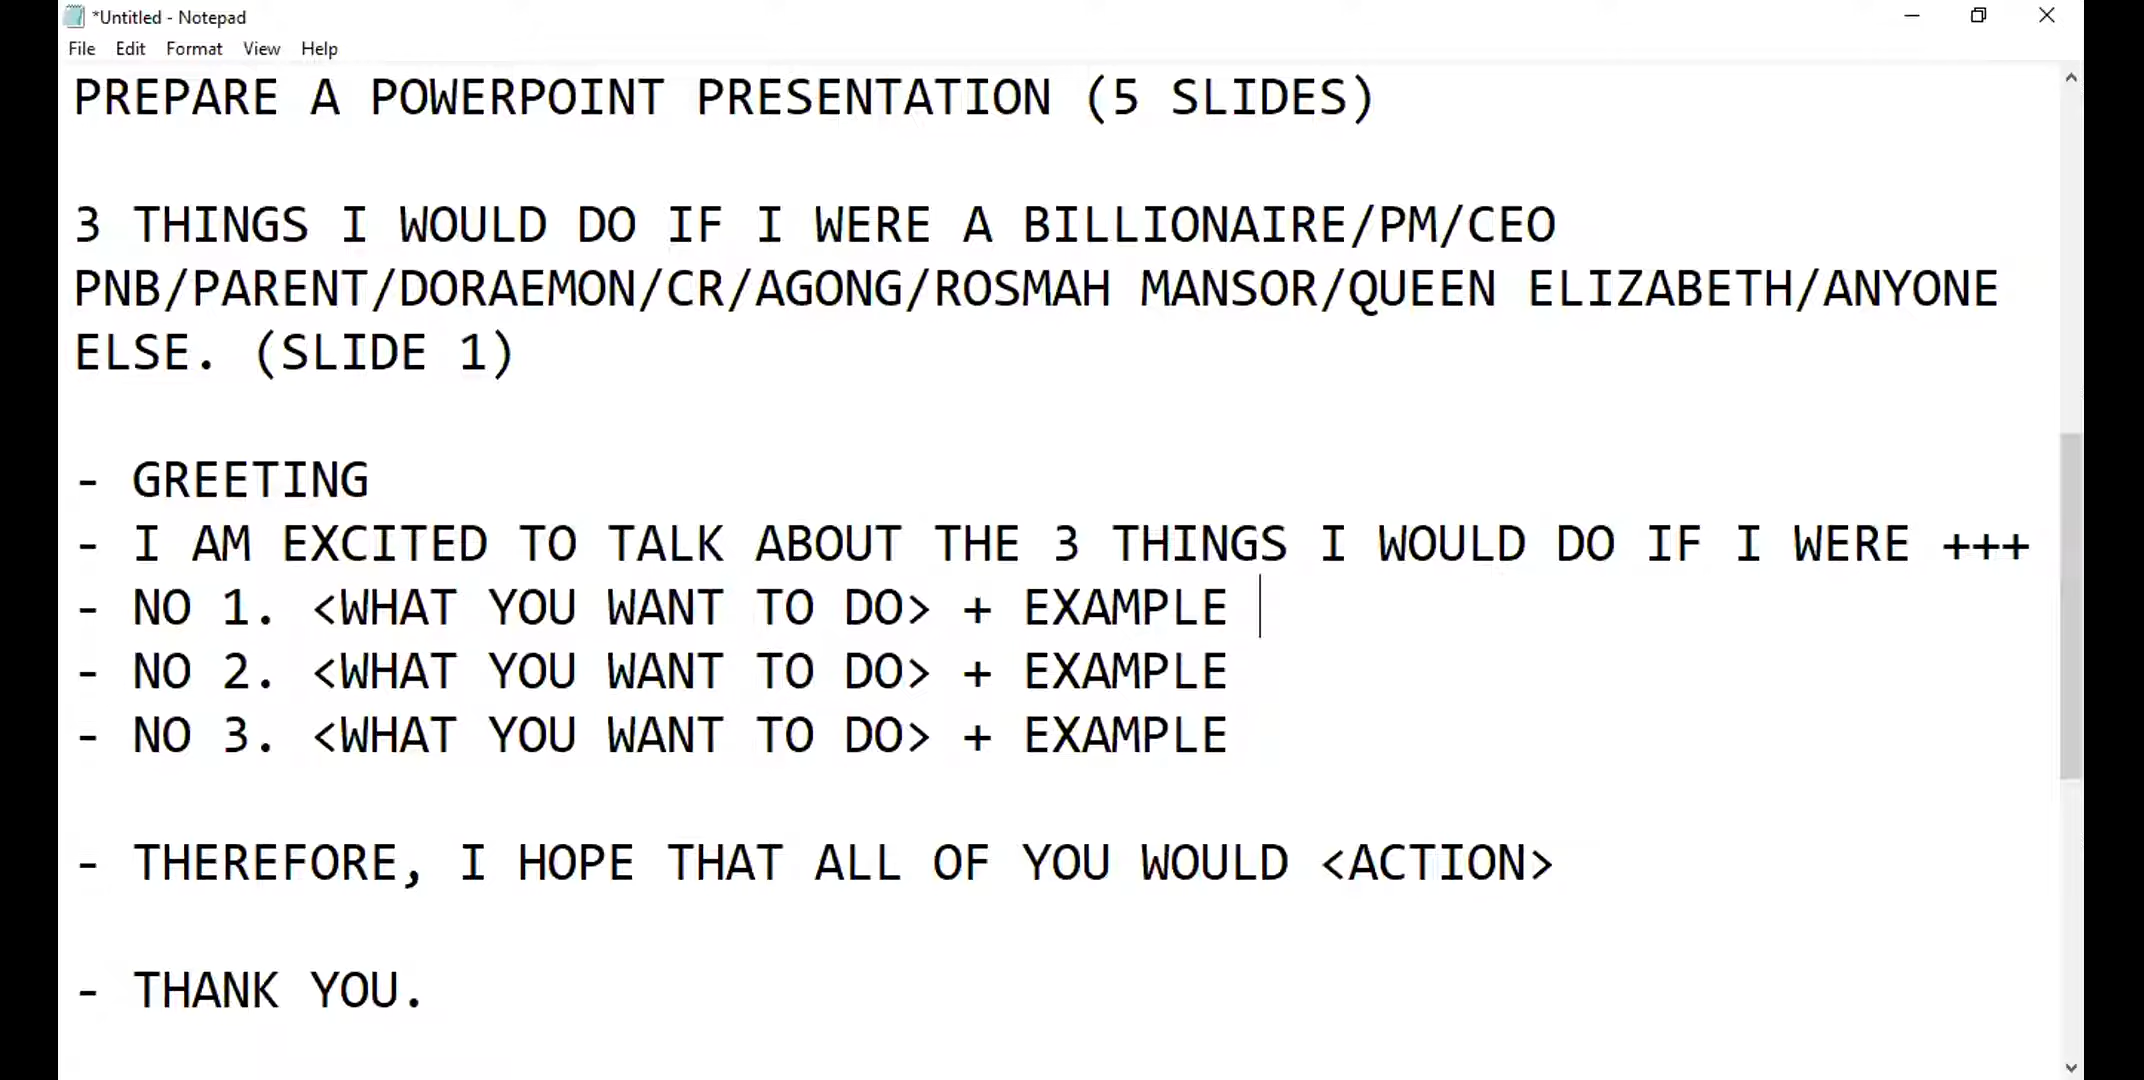 *Untitled - Notepad
File Edit Format View Help
PREPARE A POWERPOINT PRESENTATION (5 SLIDES)
3 THINGS I WOULD DO IF I WERE A BILLIONAIRE/PM/CEO
PNB/PARENT/DORAEMON/CR/AGONG/ROSMAH MANSOR/QUEEN ELIZABETH/ANYONE
ELSE. (SLIDE 1)
- GREETING
- I AM EXCITED TO TALK ABOUT THE 3 THINGS I WOULD DO IF I WERE +++
- NO 1. <WHAT YOU WANT TO DO> + EXAMPLE
- NO 2. <WHAT YOU WANT TO DO> + EXAMPLE
- NO 3. <WHAT YOU WANT TO DO> + EXAMPLE
- THEREFORE, I HOPE THAT ALL OF YOU WOULD <ACTION>
- THANK YOU.